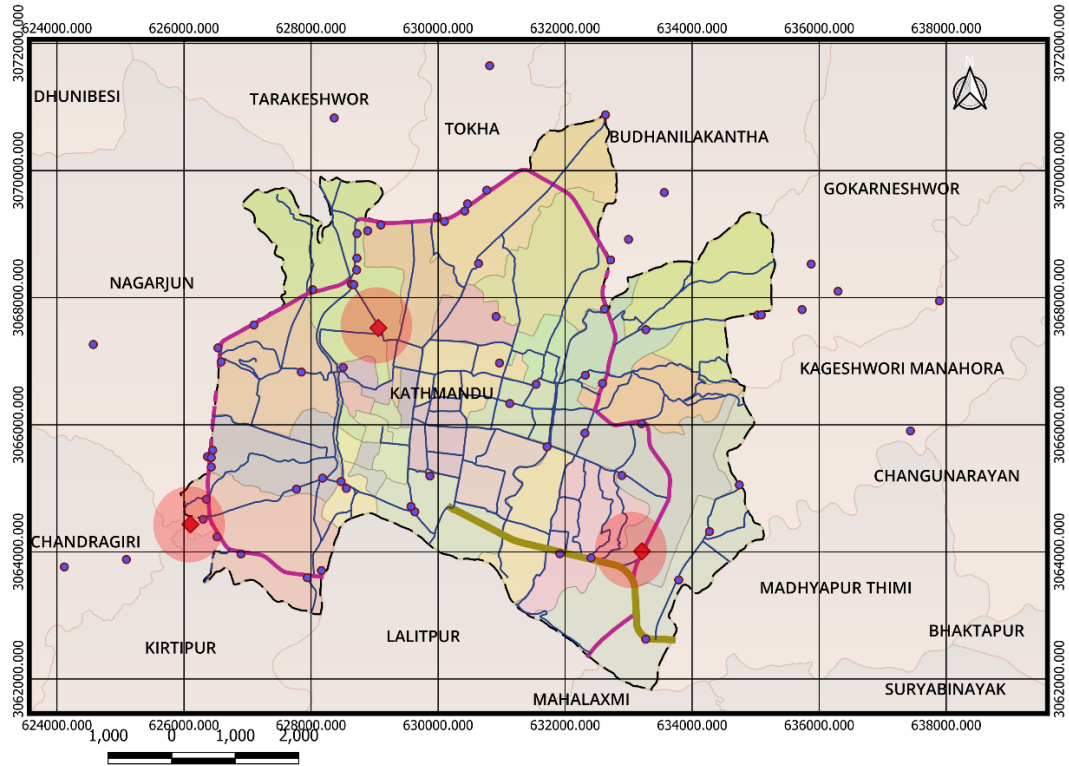 624000.000 626000.000 628000.000 630000.000 632000.000 634000.000 636000.000 638000.000
3072000.000 3072000.000
DHUNIBESI
TARAKESHWOR
N
TOKHA
BUDHANILAKANTHA
3070000.000 3070000.000
GOKARNESHWOR
NAGARJUN
3068000.000 3068000.000
KAGESHWORI MANAHORA
KATHMANDU
3066000.000 3066000.000
CHANGUNARAYAN
CHANDRAGIRI
3064000.000 3064000.000
MADHYAPUR THIMI
BHAKTAPUR
LALITPUR
KIRTIPUR
3062000.000 3062000.000
SURYABINAYAK
MAHALAXMI
624000.000 626000.000 628000.000 630000.000 632000.000 634000.000 636000.000 638000.000
1,000 0 1,000 2,000